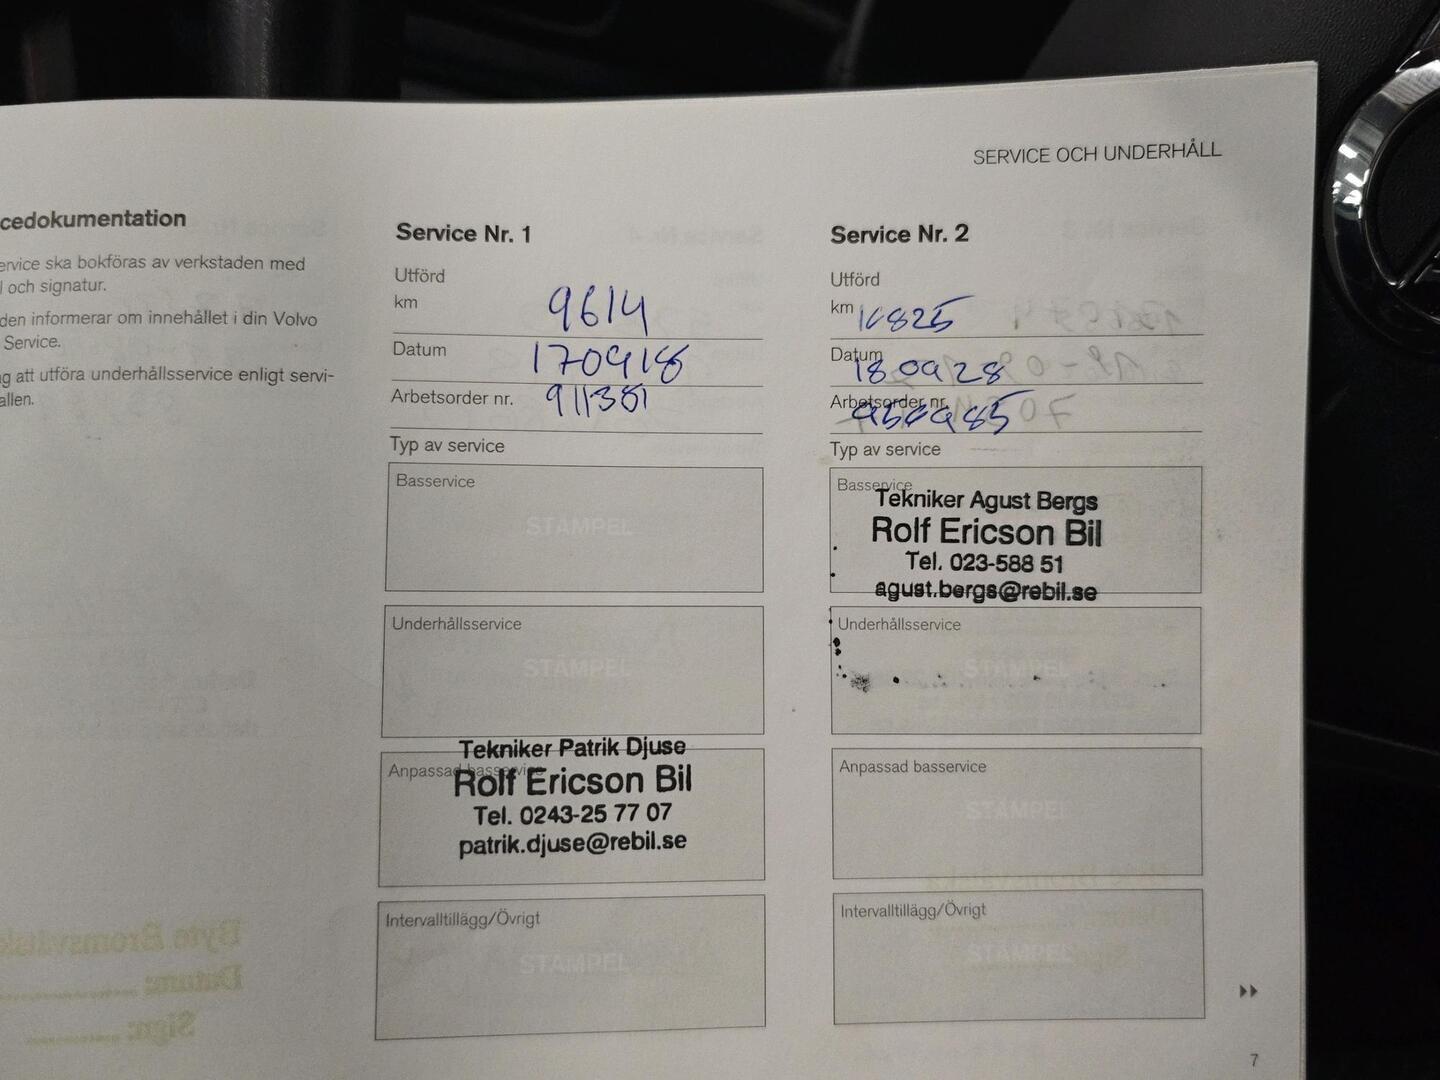 SERVICE OCH UNDERHÅLL
cedokumentation
ervice ska bokföras av verkstaden med
l och signatur.
den informerar om innehållet i din Volvo
Service.
g att utföra underhållsservice enligt servi-
allen.
Service Nr. 1
Utförd
km 9614
Datum 170918
Arbetsorder nr. 911381
Typ av service
Basservice
STÄMPEL
Underhållsservice
STÄMPEL
Tekniker Patrik Djuse
Anpassad basservice
Rolf Ericson Bil
Tel. 0243-25 77 07
patrik.djuse@rebil.se
Intervalltillägg/Övrigt
STÄMPEL
Service Nr. 2
Utförd
km
Datum 180928
Arbetsorder nr.
Typ av service
Basservice
Tekniker Agust Bergs
Rolf Ericson Bil
Tel. 023-588 51
agust.bergs@rebil.se
Underhållsservice
STÄMPEL
Anpassad basservice
STÄMPEL
Intervalltillägg/Övrigt
STÄMPEL
7